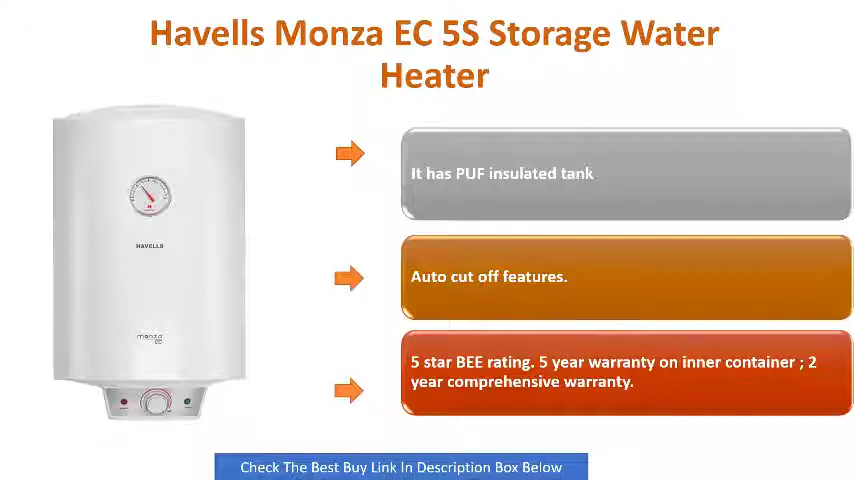 Havells Monza EC 5S Storage Water
Heater
It has PUF insulated tank
Auto cut off features.
5 star BEE rating. 5 year warranty on inner container ; 2
year comprehensive warranty.
HAVELLS
monza
EC
Check The Best Buy Link In Description Box Below